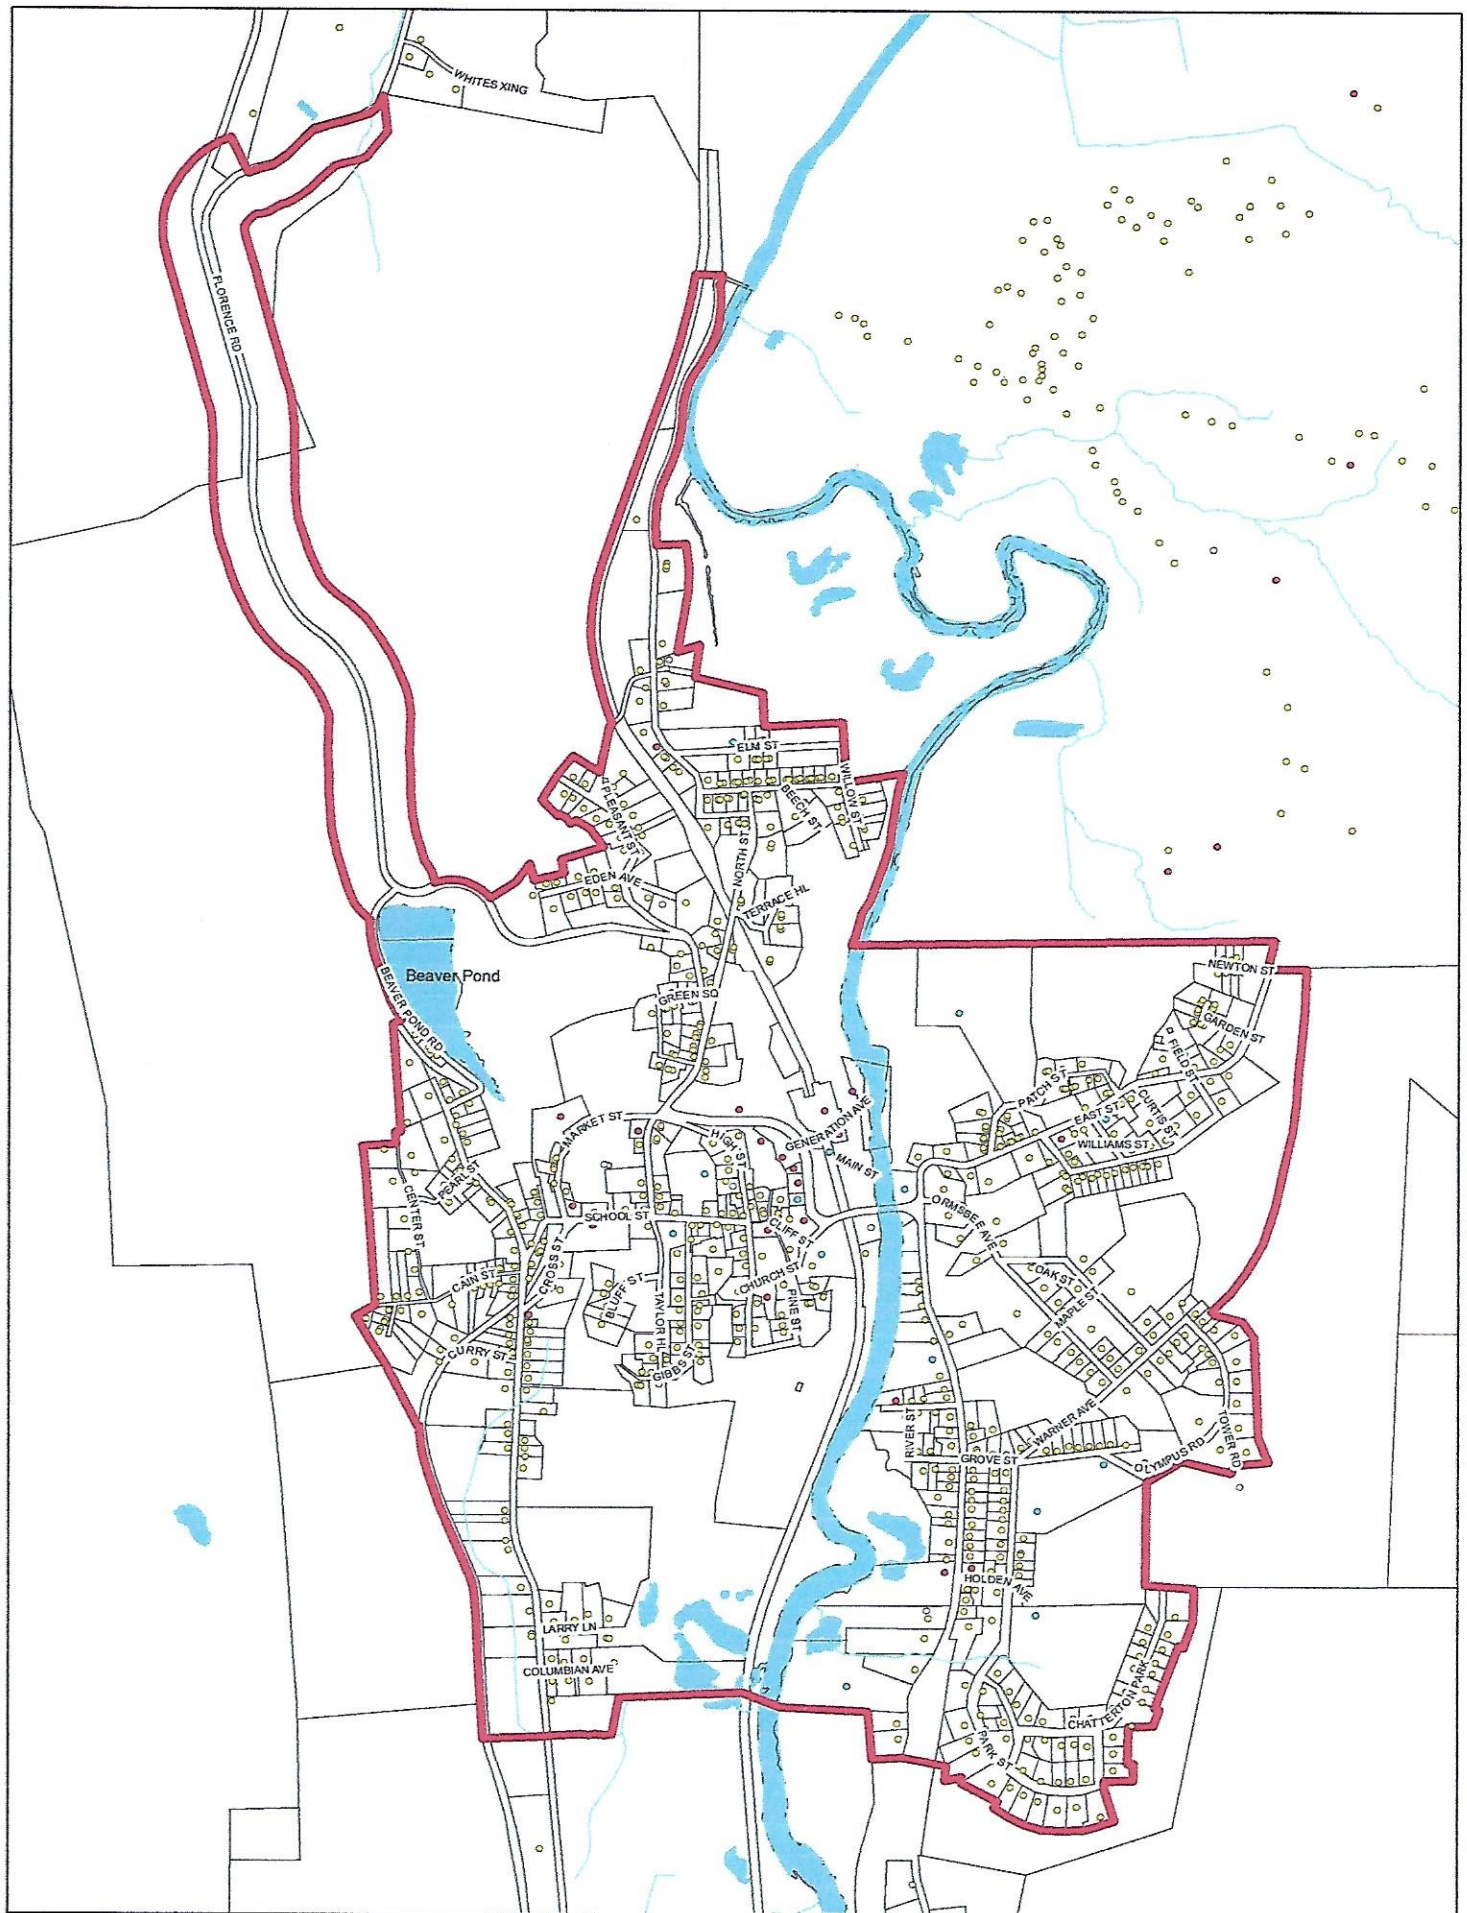 WHITES XING
FLORENCE RD
ELM ST
WILLOW ST
BEECH ST
PLEASANT ST
NORTH ST
EDEN AVE
TERRACE HL
Beaver Pond
BEAVER POND RD
GREEN SQ
NEWTON ST
GARDEN ST
FIELD ST
PATCH ST
EAST ST
CURTIS ST
WILLIAMS ST
MARKET ST
HIGH ST
GENERATION AVE
MAIN ST
PEARL ST
CENTER ST
SCHOOL ST
CLIFF ST
ORMSBEE AVE
CROSS ST
CAIN ST
BLUFF ST
CHURCH ST
OAK ST
MAPLE ST
TAYLOR HL
PINE ST
CURRY ST
GIBBS ST
RIVER ST
WARNER AVE
TOWER RD
GROVE ST
OLYMPUS RD
HOLDEN AVE
LARRY LN
COLUMBIAN AVE
CHATTERTON PARK
PARK ST